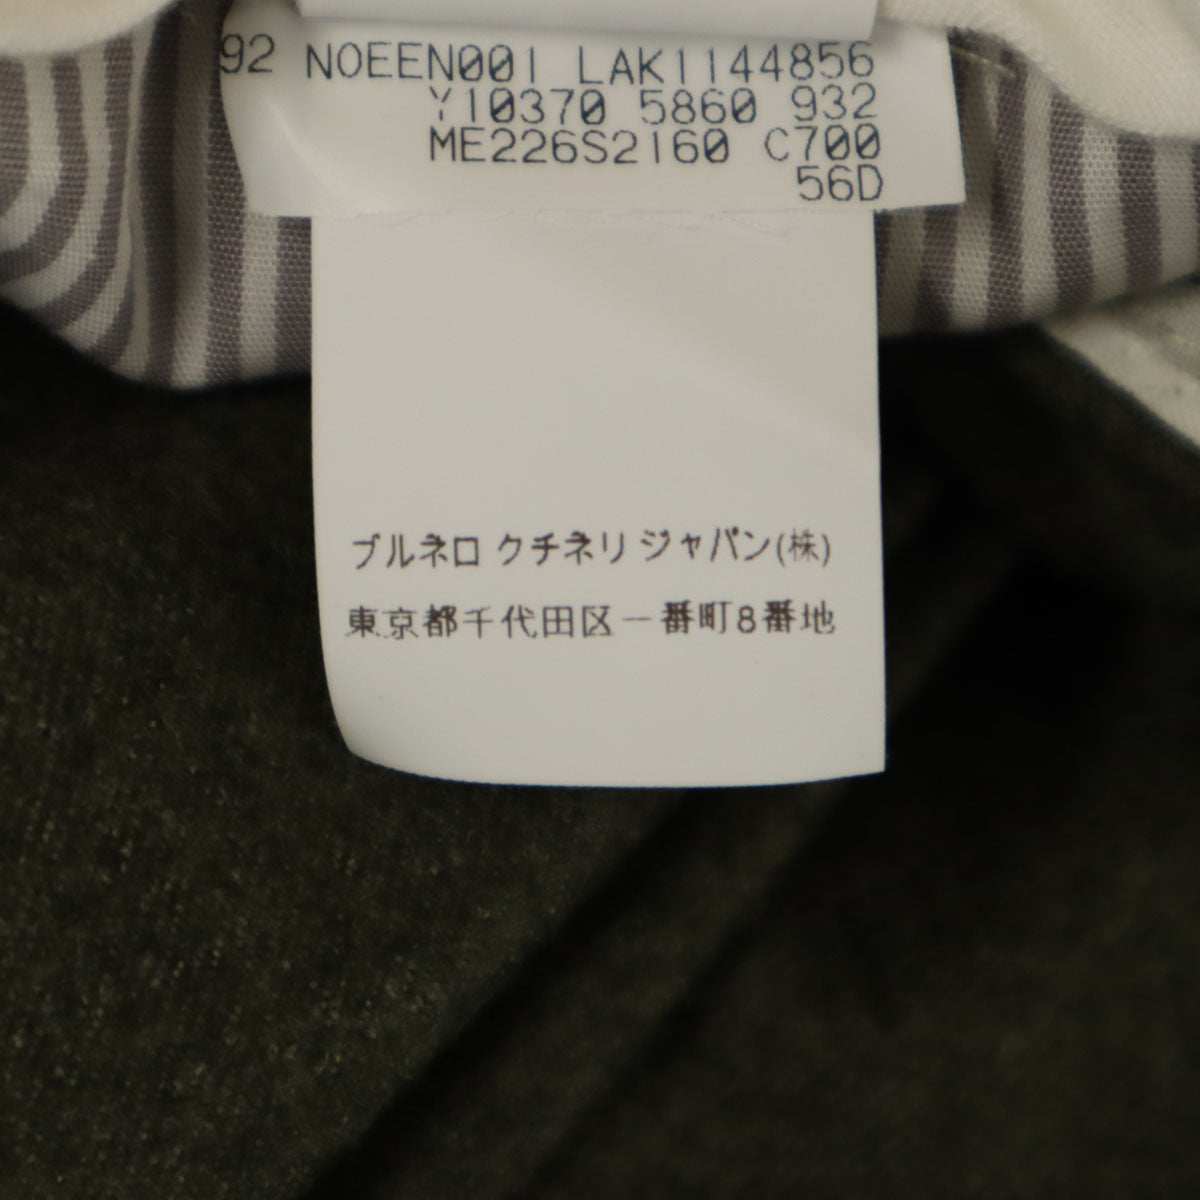 92 NOEEN001 LAK1144856
Y10370 5860 932
ME226S2160 C700
56D
ブルネロ クチネリ ジャパン(株)
東京都千代田区一番町8番地